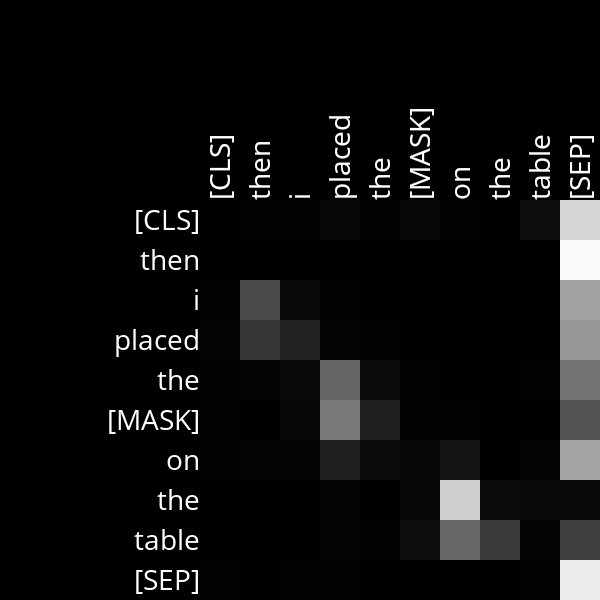 [CLS] then i placed the [MASK] on the table [SEP]
[CLS]
then
i
placed
the
[MASK]
on
the
table
[SEP]